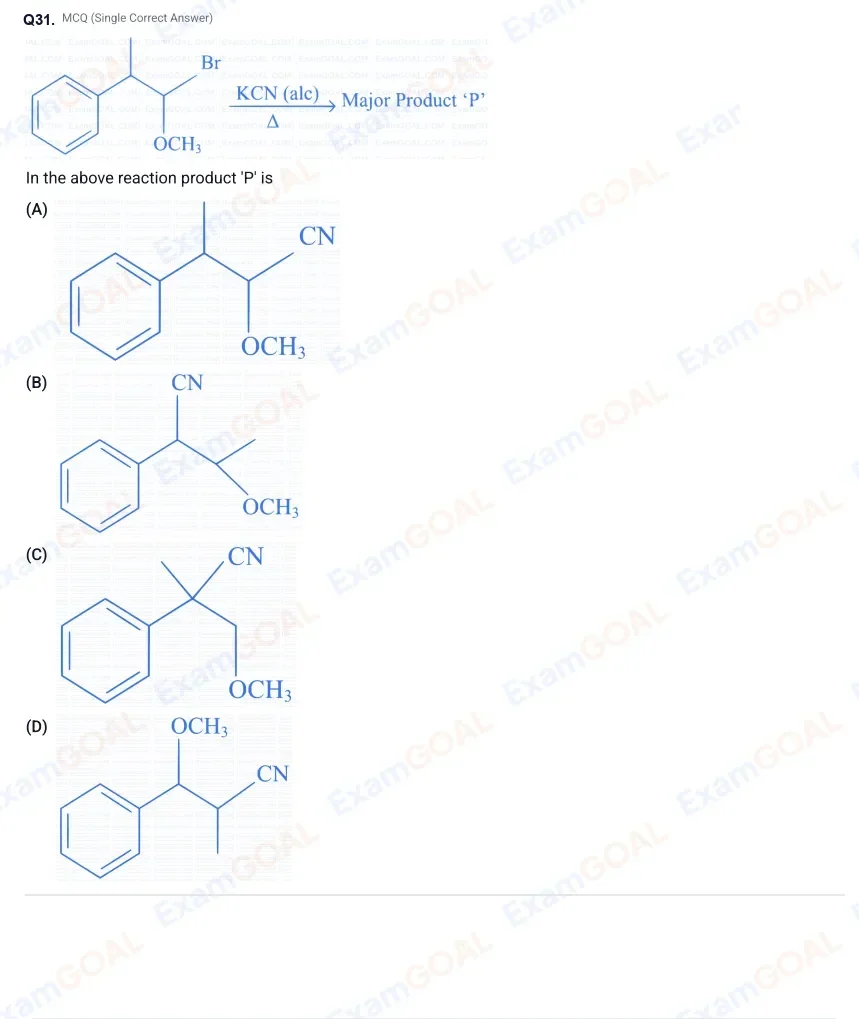 Q31. MCQ (Single Correct Answer)
Br
OCH₃
KCN (alc)
Δ
Major Product ‘P’
In the above reaction product 'P' is
(A)
CN
OCH₃
(B)
CN
OCH₃
(C)
CN
OCH₃
(D)
OCH₃
CN
ExamGOAL